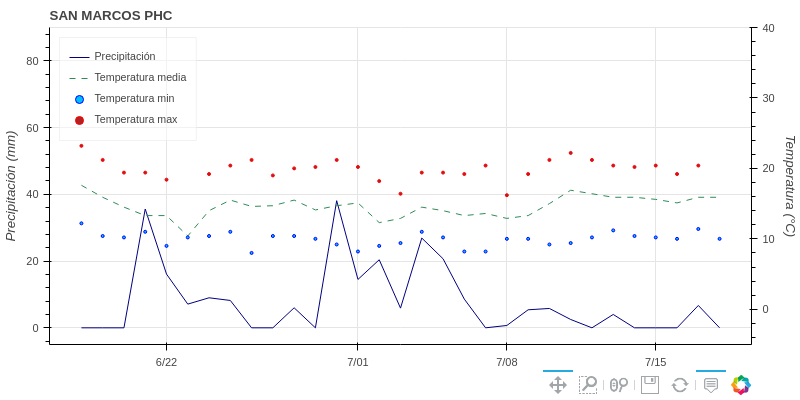 SAN MARCOS PHC
Precipitación
Temperatura media
Temperatura min
Temperatura max
Precipitación (mm)
80
60
40
20
0
40
30
20
10
0
Temperatura (°C)
6/22
7/01
7/08
7/15